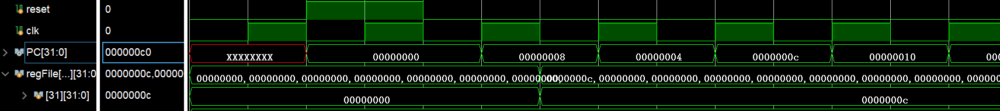 reset 0
clk 0
PC[31:0] 000000c0 XXXXXXXX 00000000 00000008 00000004 0000000c 00000010 000
regFile[...][31:0 0000000c,00000 00000000,00000000,00000000,00000000,00000000,00000000,000 0000000c,00000000,00000000,00000000,00000000,00000000,00000000,0000000
[31][31:0] 0000000c 00000000 0000000c